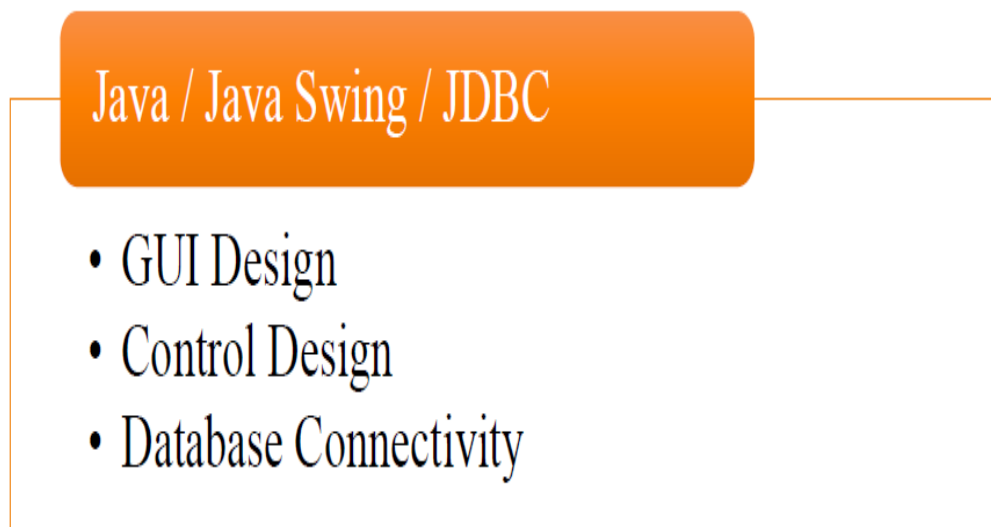 Java / Java Swing / JDBC
• GUI Design
• Control Design
• Database Connectivity